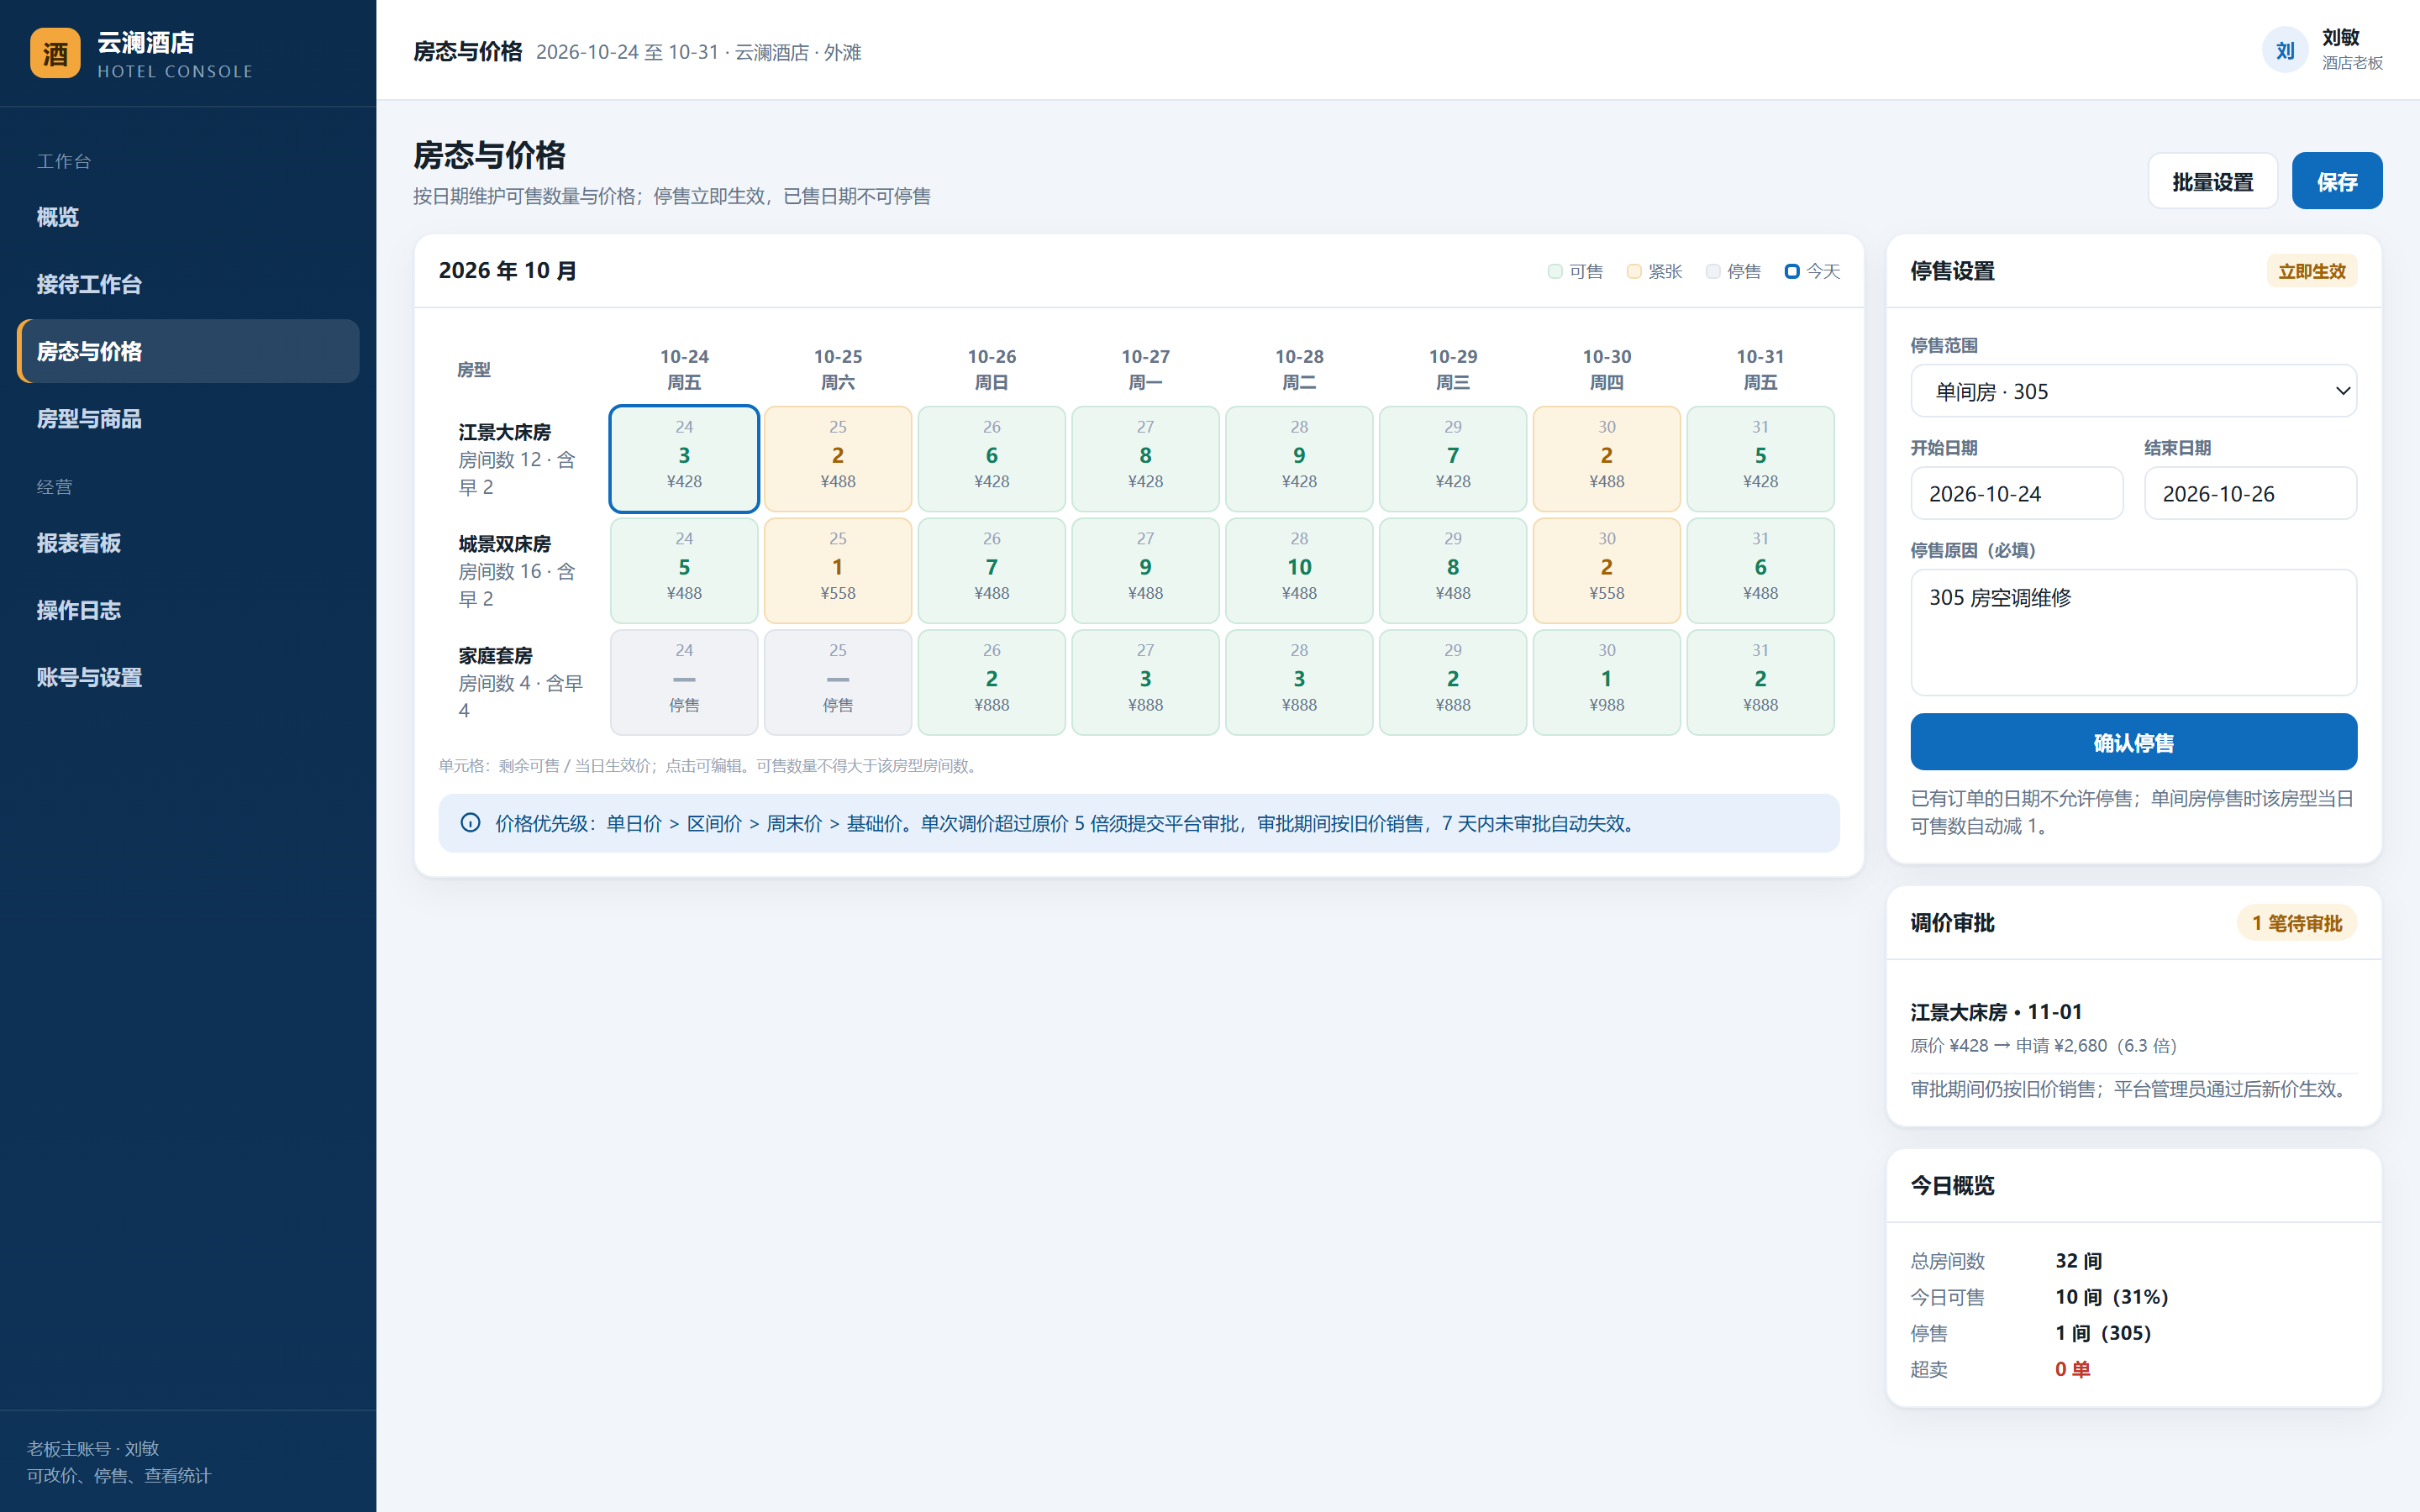 酒
云澜酒店
HOTEL CONSOLE
工作台
概览
接待工作台
房态与价格
房型与商品
经营
报表看板
操作日志
账号与设置
老板主账号 · 刘敏
可改价、停售、查看统计
房态与价格 2026-10-24 至 10-31 · 云澜酒店 · 外滩
刘
刘敏
酒店老板
房态与价格
按日期维护可售数量与价格；停售立即生效，已售日期不可停售
批量设置
保存
2026 年 10 月
可售 紧张 停售 今天
房型
10-24 10-25 10-26 10-27 10-28 10-29 10-30 10-31
周五 周六 周日 周一 周二 周三 周四 周五
江景大床房
房间数 12 · 含
早 2
24 25 26 27 28 29 30 31
3 2 6 8 9 7 2 5
¥428 ¥488 ¥428 ¥428 ¥428 ¥428 ¥488 ¥428
城景双床房
房间数 16 · 含
早 2
24 25 26 27 28 29 30 31
5 1 7 9 10 8 2 6
¥488 ¥558 ¥488 ¥488 ¥488 ¥488 ¥558 ¥488
家庭套房
房间数 4 · 含早
4
24 25 26 27 28 29 30 31
— — 2 3 3 2 1 2
停售 停售 ¥888 ¥888 ¥888 ¥888 ¥988 ¥888
单元格：剩余可售 / 当日生效价；点击可编辑。可售数量不得大于该房型房间数。
价格优先级：单日价 > 区间价 > 周末价 > 基础价。单次调价超过原价 5 倍须提交平台审批，审批期间按旧价销售，7 天内未审批自动失效。
停售设置
立即生效
停售范围
单间房 · 305
开始日期 结束日期
2026-10-24 2026-10-26
停售原因（必填）
305 房空调维修
确认停售
已有订单的日期不允许停售；单间房停售时该房型当日
可售数自动减 1。
调价审批
1 笔待审批
江景大床房 • 11-01
原价 ¥428 → 申请 ¥2,680（6.3 倍）
审批期间仍按旧价销售；平台管理员通过后新价生效。
今日概览
总房间数 32 间
今日可售 10 间（31%）
停售 1 间（305）
超卖 0 单